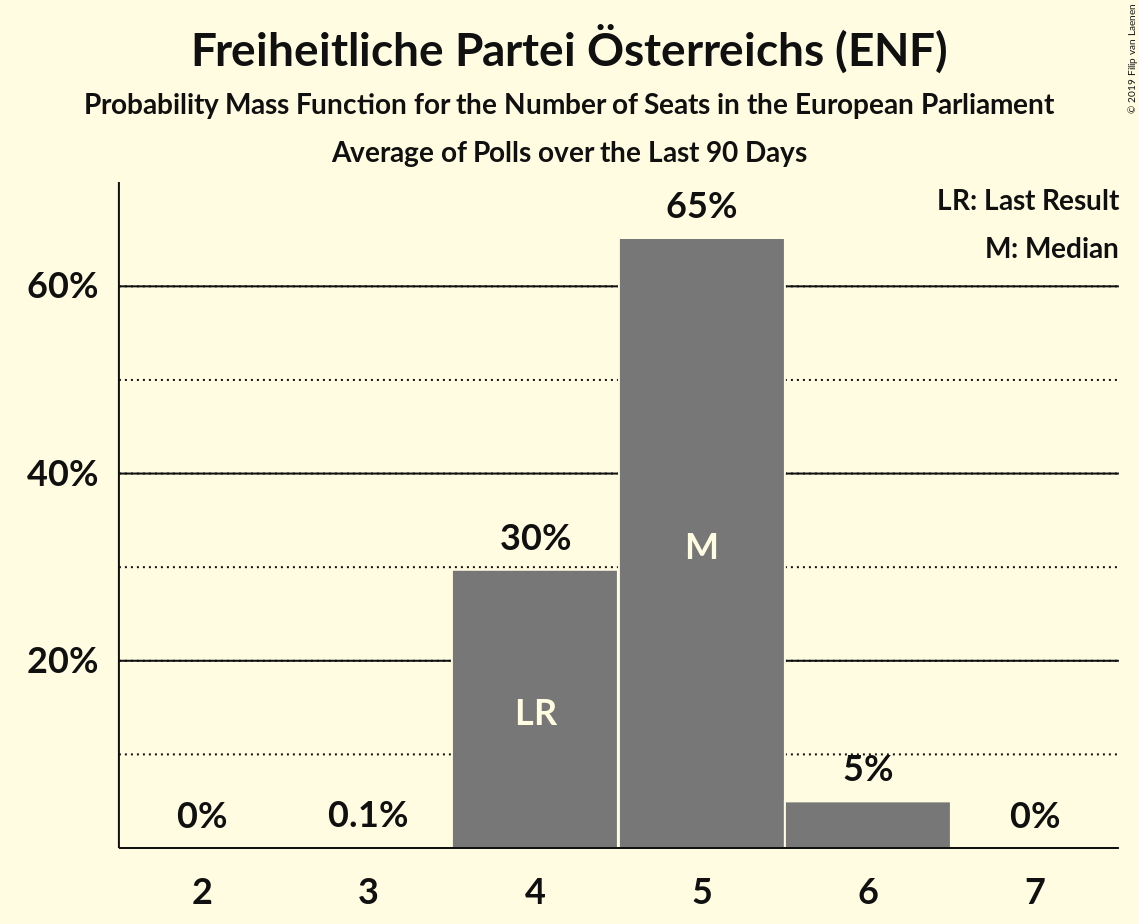 Freiheitliche Partei Österreichs (ENF)
Probability Mass Function for the Number of Seats in the European Parliament
Average of Polls over the Last 90 Days
© 2019 Filip van Laenen
LR: Last Result
M: Median
65%
60%
40%
30%
M
20%
LR
5%
0%
0.1%
0%
2 3 4 5 6 7